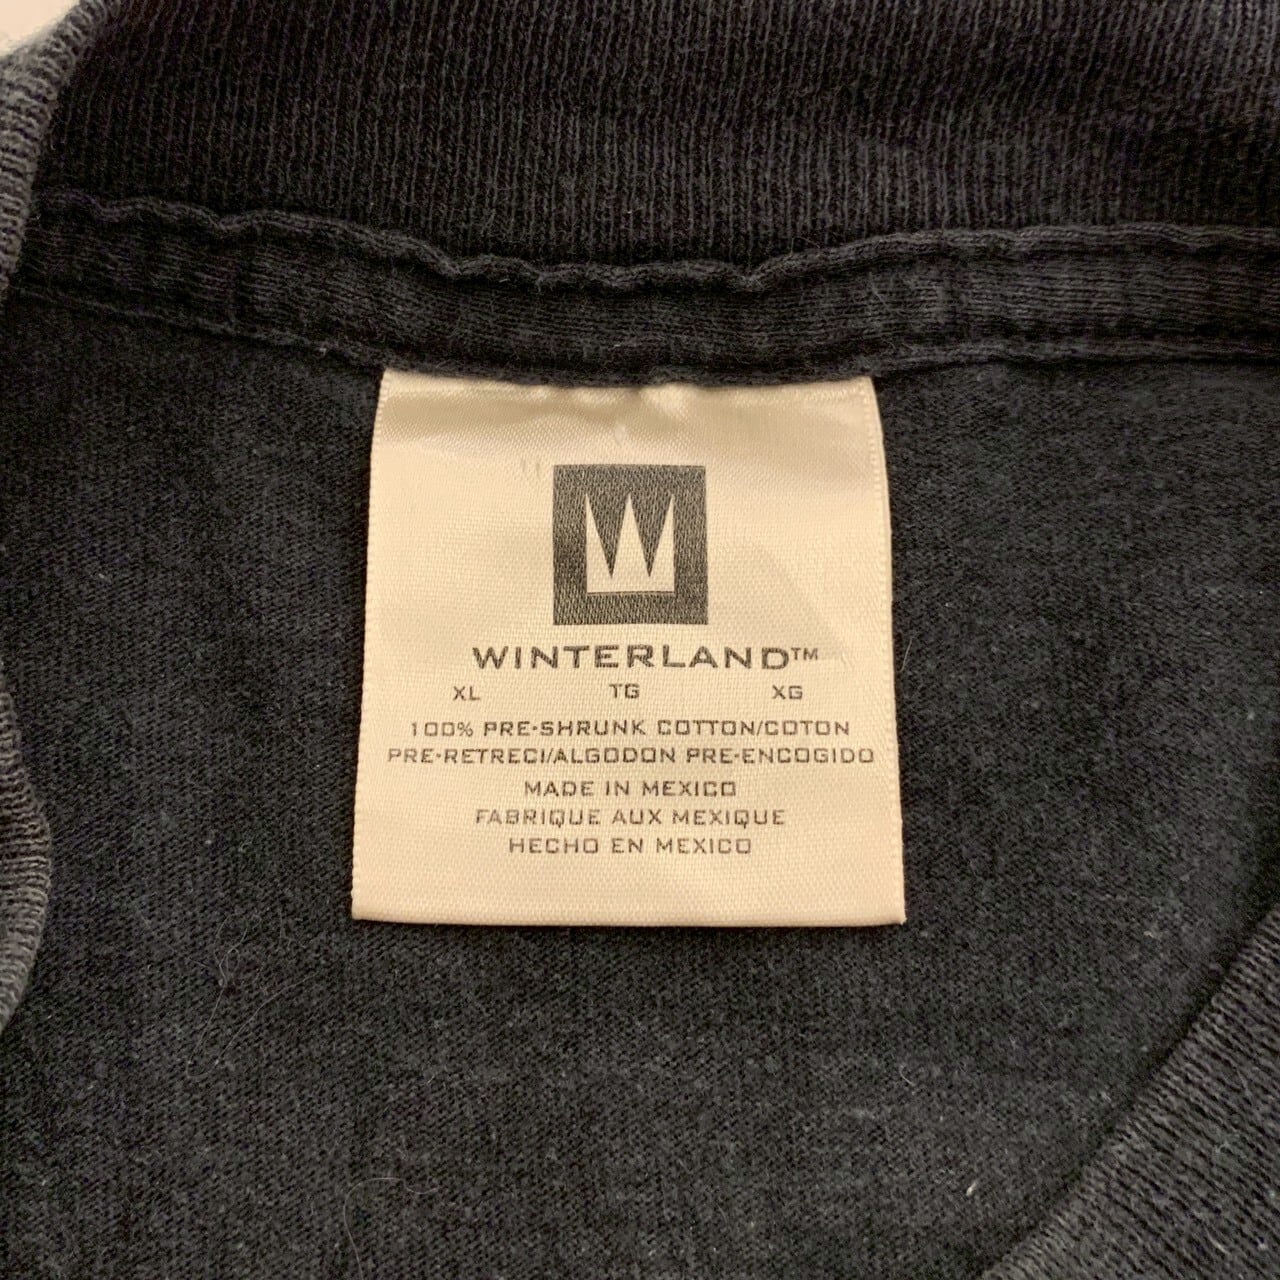 WINTERLAND™
XL TG XG
100% PRE-SHRUNK COTTON/COTON
PRE-RETRECI/ALGODON PRE-ENCOGIDO
MADE IN MEXICO
FABRIQUE AUX MEXIQUE
HECHO EN MEXICO